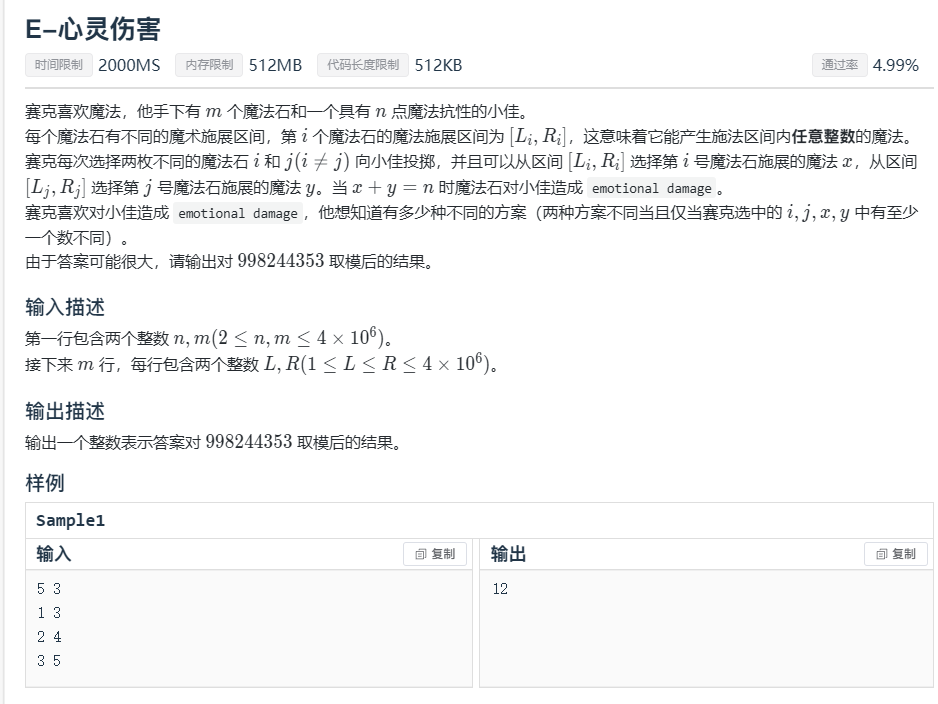 E-心灵伤害
时间限制 2000MS 内存限制 512MB 代码长度限制 512KB 通过率 4.99%
赛克喜欢魔法，他手下有 m 个魔法石和一个具有 n 点魔法抗性的小佳。
每个魔法石有不同的魔术施展区间，第 i 个魔法石的魔法施展区间为 [L_i, R_i]，这意味着它能产生施法区间内任意整数的魔法。
赛克每次选择两枚不同的魔法石 i 和 j(i ≠ j) 向小佳投掷，并且可以从区间 [L_i, R_i] 选择第 i 号魔法石施展的魔法 x，从区间
[L_j, R_j] 选择第 j 号魔法石施展的魔法 y。当 x + y = n 时魔法石对小佳造成 emotional damage。
赛克喜欢对小佳造成 emotional damage，他想知道有多少种不同的方案（两种方案不同当且仅当赛克选中的 i, j, x, y 中有至少
一个数不同）。
由于答案可能很大，请输出对 998244353 取模后的结果。
输入描述
第一行包含两个整数 n, m(2 ≤ n, m ≤ 4 × 10^6)。
接下来 m 行，每行包含两个整数 L, R(1 ≤ L ≤ R ≤ 4 × 10^6)。
输出描述
输出一个整数表示答案对 998244353 取模后的结果。
样例
Sample1
输入 复制 输出 复制
5 3 12
1 3
2 4
3 5